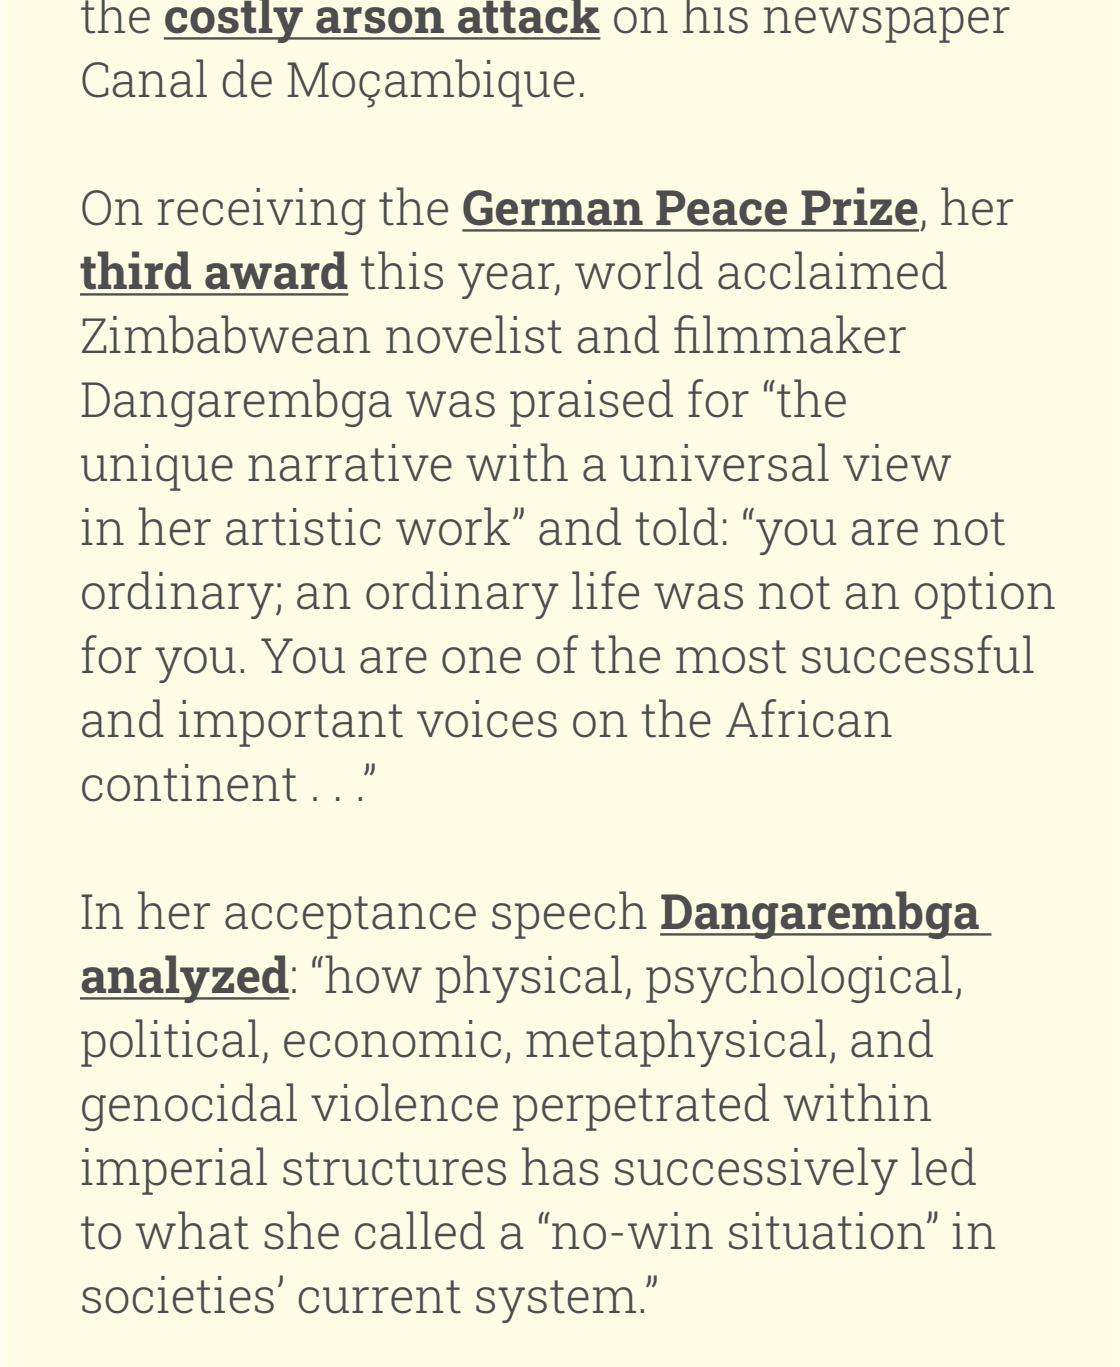 the costly arson attack on his newspaper
Canal de Moçambique.
On receiving the German Peace Prize, her
third award this year, world acclaimed
Zimbabwean novelist and filmmaker
Dangarembga was praised for “the
unique narrative with a universal view
in her artistic work” and told: “you are not
ordinary; an ordinary life was not an option
for you. You are one of the most successful
and important voices on the African
continent . . .”
In her acceptance speech Dangarembga
analyzed: “how physical, psychological,
political, economic, metaphysical, and
genocidal violence perpetrated within
imperial structures has successively led
to what she called a “no-win situation” in
societies’ current system.”